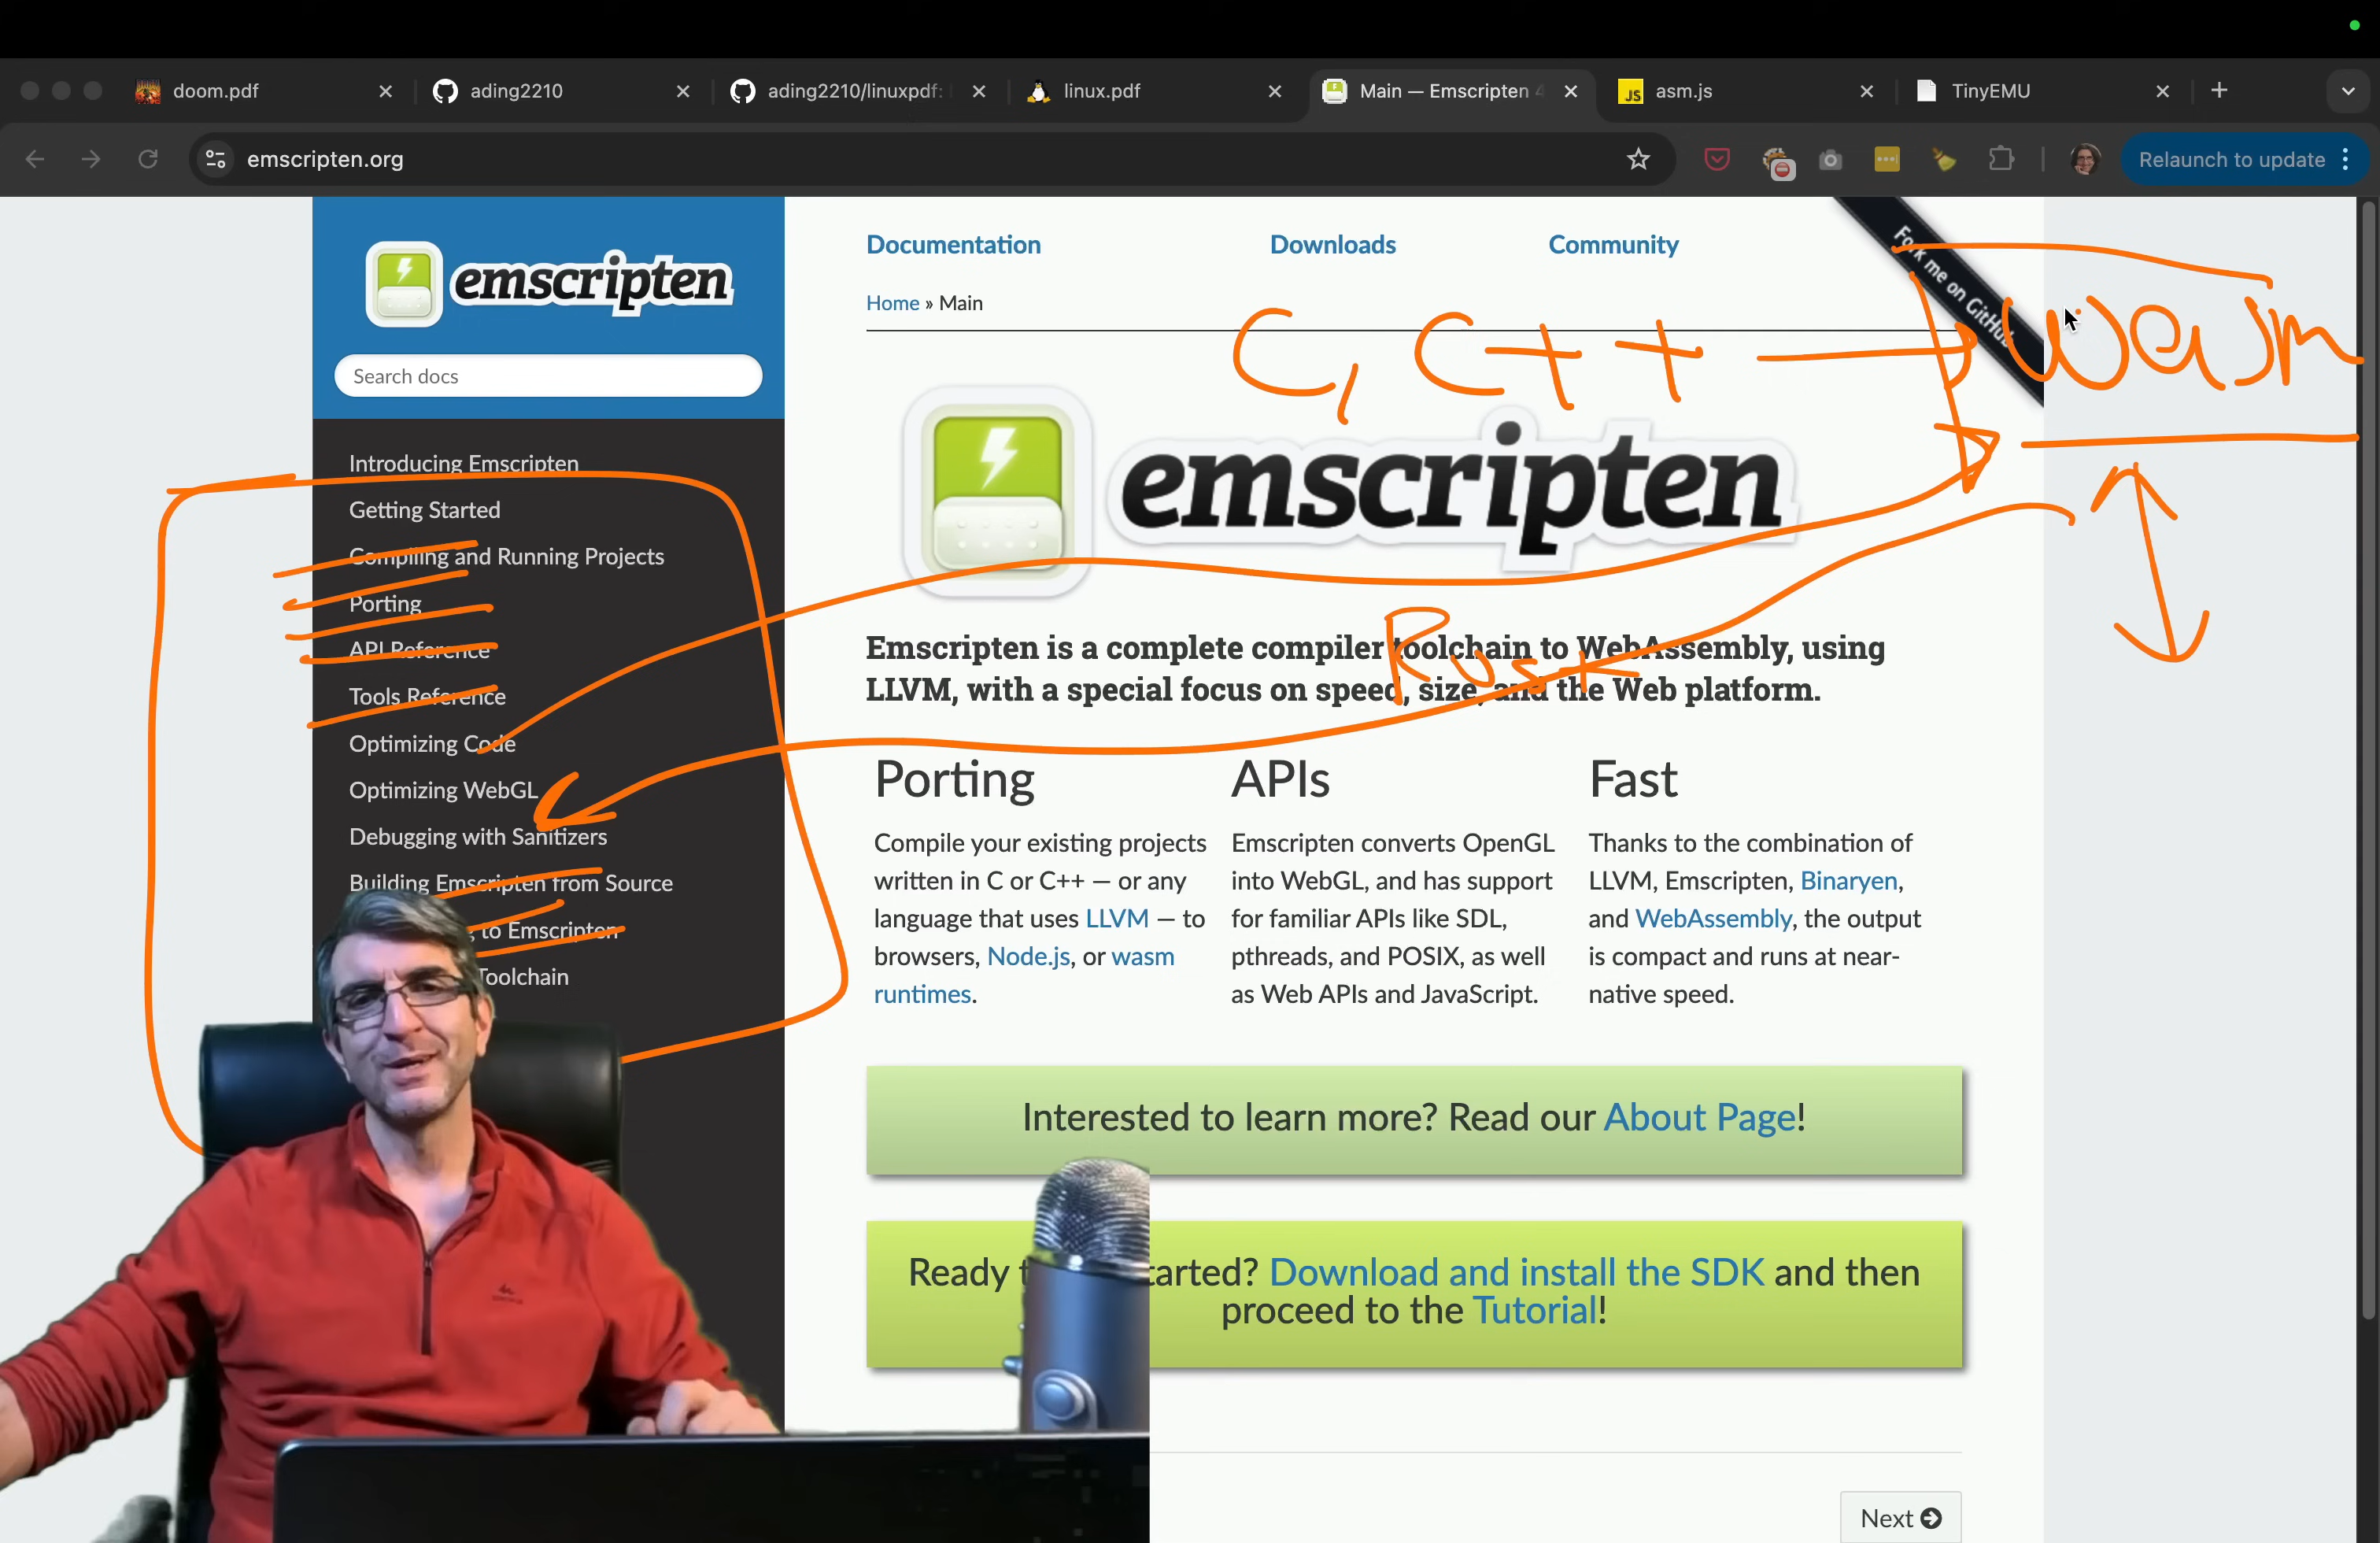 doom.pdf
ading2210
ading2210/linuxpdf:
linux.pdf
Main — Emscripten 4
asm.js
TinyEMU
emscripten.org
Relaunch to update
emscripten
Search docs
Introducing Emscripten
Getting Started
Compiling and Running Projects
Porting
API Reference
Tools Reference
Optimizing Code
Optimizing WebGL
Debugging with Sanitizers
Building Emscripten from Source
to Emscripten
Toolchain
Documentation
Downloads
Community
Fork me on GitHub
Home » Main
C, C++
wasm
emscripten
Rust
Emscripten is a complete compiler toolchain to WebAssembly, using
LLVM, with a special focus on speed, size, and the Web platform.
Porting
Compile your existing projects
written in C or C++ — or any
language that uses LLVM — to
browsers, Node.js, or wasm
runtimes.
APIs
Emscripten converts OpenGL
into WebGL, and has support
for familiar APIs like SDL,
pthreads, and POSIX, as well
as Web APIs and JavaScript.
Fast
Thanks to the combination of
LLVM, Emscripten, Binaryen,
and WebAssembly, the output
is compact and runs at near-
native speed.
Interested to learn more? Read our About Page!
Ready tarted? Download and install the SDK and then
proceed to the Tutorial!
Next